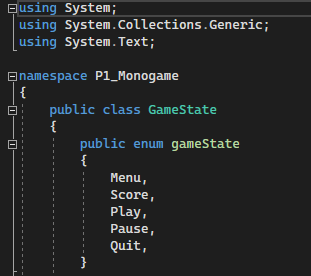 using System;
using System.Collections.Generic;
using System.Text;
namespace P1_Monogame
{
public class GameState
{
public enum gameState
{
Menu,
Score,
Play,
Pause,
Quit,
}